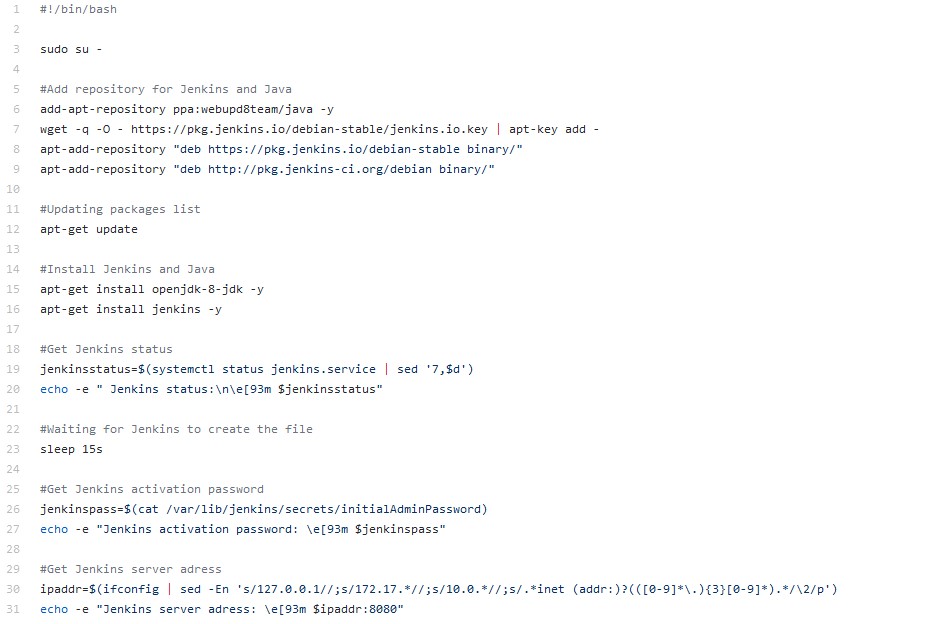 1 #!/bin/bash
2
3 sudo su -
4
5 #Add repository for Jenkins and Java
6 add-apt-repository ppa:webupd8team/java -y
7 wget -q -O - https://pkg.jenkins.io/debian-stable/jenkins.io.key | apt-key add -
8 apt-add-repository "deb https://pkg.jenkins.io/debian-stable binary/"
9 apt-add-repository "deb http://pkg.jenkins-ci.org/debian binary/"
10
11 #Updating packages list
12 apt-get update
13
14 #Install Jenkins and Java
15 apt-get install openjdk-8-jdk -y
16 apt-get install jenkins -y
17
18 #Get Jenkins status
19 jenkinsstatus=$(systemctl status jenkins.service | sed '7,$d')
20 echo -e " Jenkins status:\n\e[93m $jenkinsstatus"
21
22 #Waiting for Jenkins to create the file
23 sleep 15s
24
25 #Get Jenkins activation password
26 jenkinspass=$(cat /var/lib/jenkins/secrets/initialAdminPassword)
27 echo -e "Jenkins activation password: \e[93m $jenkinspass"
28
29 #Get Jenkins server adress
30 ipaddr=$(ifconfig | sed -En 's/127.0.0.1//;s/172.17.*//;s/10.0.*//;s/.*inet (addr:)?(([0-9]*\.){3}[0-9]*).*/\2/p')
31 echo -e "Jenkins server adress: \e[93m $ipaddr:8080"